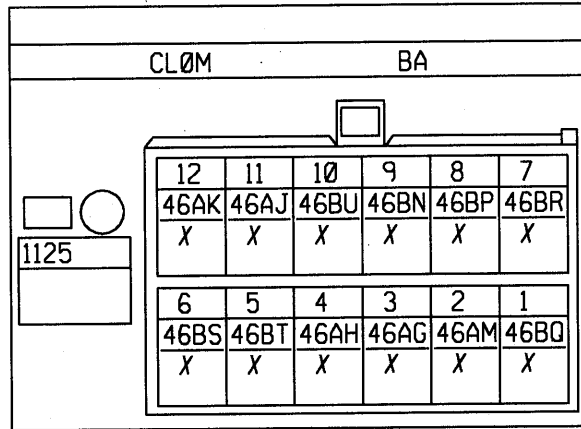 CLØM BA
12 11 10 9 8 7
46AK 46AJ 46BU 46BN 46BP 46BR
X X X X X X
1125
6 5 4 3 2 1
46BS 46BT 46AH 46AG 46AM 46BQ
X X X X X X